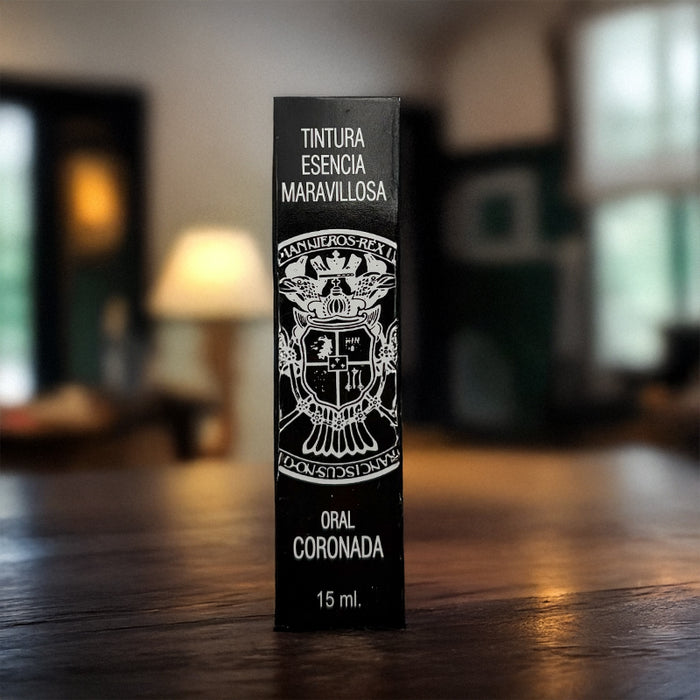 TINTURA
ESENCIA
MARAVILLOSA
ORAL
CORONADA
15 ml.